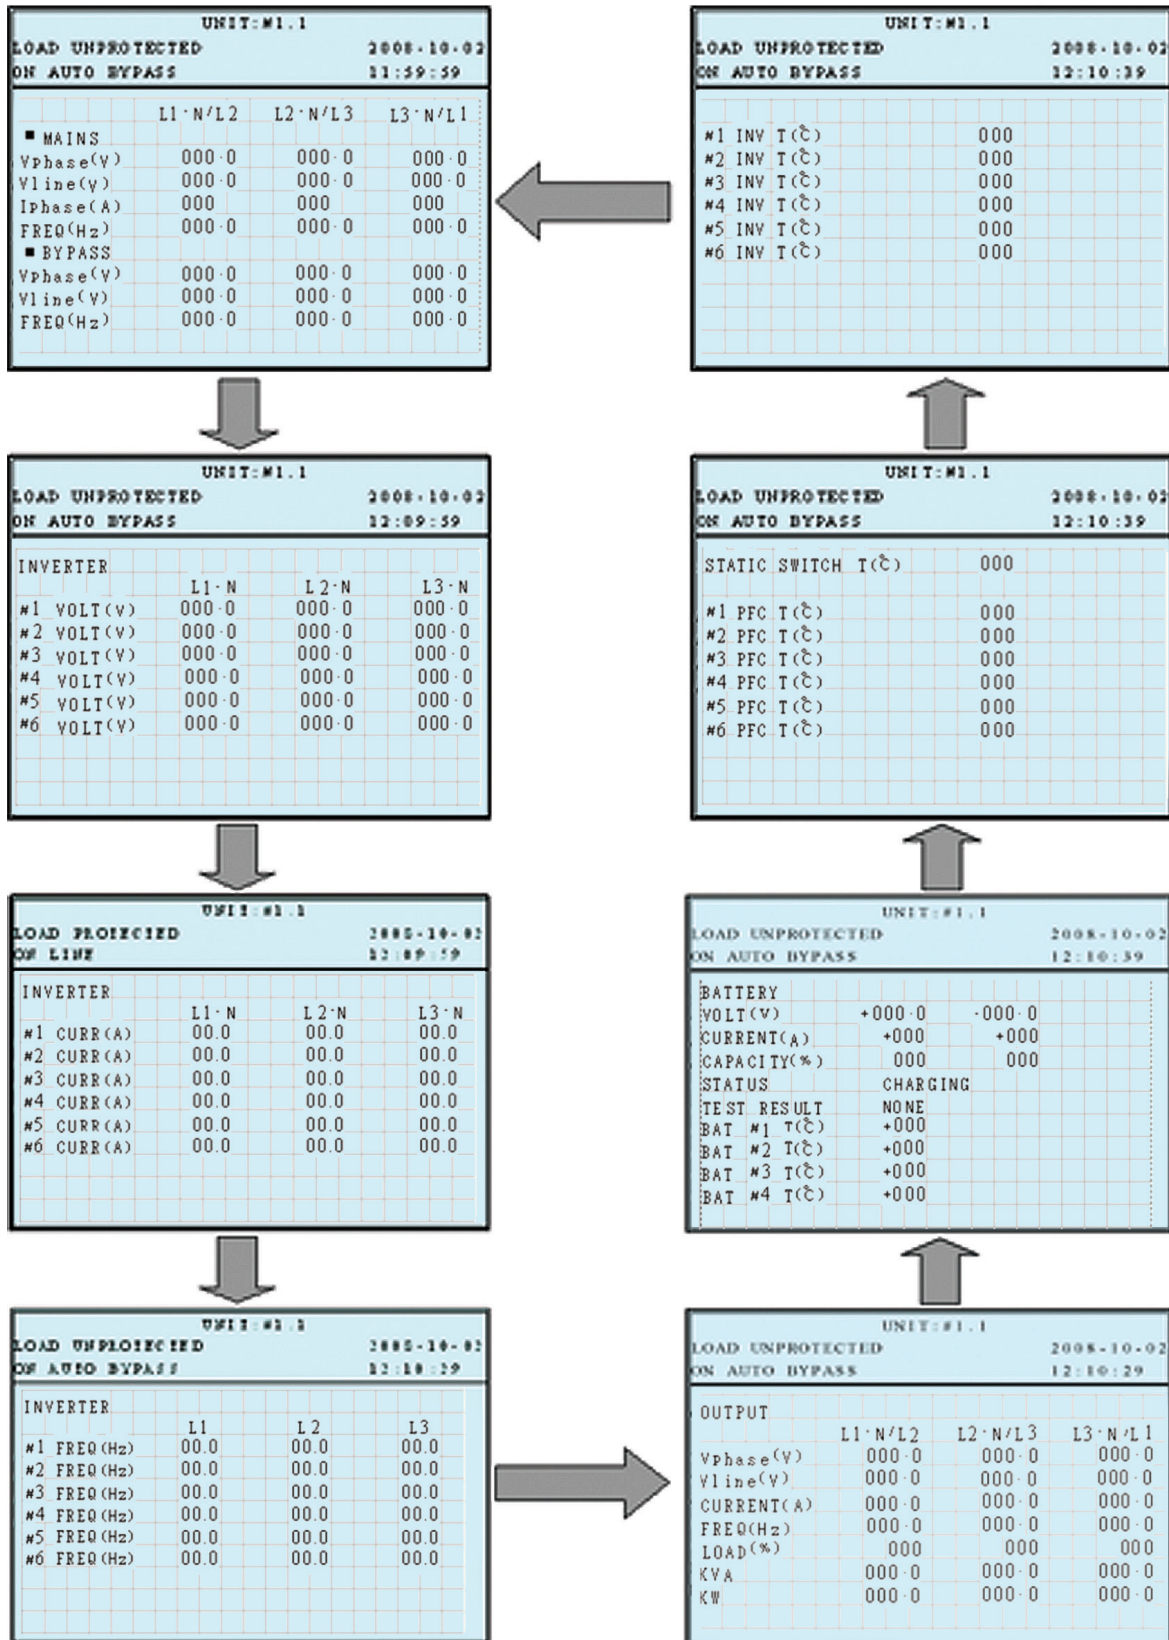 UNIT:#1.1
LOAD UNPROTECTED 2008-10-02
ON AUTO BYPASS 11:59:59
L1-N/L2 L2-N/L3 L3-N/L1
■ MAINS
Vphase(V) 000.0 000.0 000.0
Vline(V) 000.0 000.0 000.0
Iphase(A) 000 000 000
FREQ(Hz) 000.0 000.0 000.0
■ BYPASS
Vphase(V) 000.0 000.0 000.0
Vline(V) 000.0 000.0 000.0
FREQ(Hz) 000.0 000.0 000.0
UNIT:#1.1
LOAD UNPROTECTED 2008-10-02
ON AUTO BYPASS 12:09:59
INVERTER
L1-N L2-N L3-N
#1 VOLT(V) 000.0 000.0 000.0
#2 VOLT(V) 000.0 000.0 000.0
#3 VOLT(V) 000.0 000.0 000.0
#4 VOLT(V) 000.0 000.0 000.0
#5 VOLT(V) 000.0 000.0 000.0
#6 VOLT(V) 000.0 000.0 000.0
UNIT:#1.1
LOAD PROTECTED 2008-10-02
ON LINE 12:09:59
INVERTER
L1-N L2-N L3-N
#1 CURR(A) 00.0 00.0 00.0
#2 CURR(A) 00.0 00.0 00.0
#3 CURR(A) 00.0 00.0 00.0
#4 CURR(A) 00.0 00.0 00.0
#5 CURR(A) 00.0 00.0 00.0
#6 CURR(A) 00.0 00.0 00.0
UNIT:#1.1
LOAD UNPROTECTED 2008-10-02
ON AUTO BYPASS 12:10:29
INVERTER
L1 L2 L3
#1 FREQ(Hz) 00.0 00.0 00.0
#2 FREQ(Hz) 00.0 00.0 00.0
#3 FREQ(Hz) 00.0 00.0 00.0
#4 FREQ(Hz) 00.0 00.0 00.0
#5 FREQ(Hz) 00.0 00.0 00.0
#6 FREQ(Hz) 00.0 00.0 00.0
UNIT:#1.1
LOAD UNPROTECTED 2008-10-02
ON AUTO BYPASS 12:10:29
OUTPUT
L1-N/L2 L2-N/L3 L3-N/L1
Vphase(V) 000.0 000.0 000.0
Vline(V) 000.0 000.0 000.0
CURRENT(A) 000.0 000.0 000.0
FREQ(Hz) 000.0 000.0 000.0
LOAD(%) 000 000 000
KVA 000.0 000.0 000.0
KW 000.0 000.0 000.0
UNIT:#1.1
LOAD UNPROTECTED 2008-10-02
ON AUTO BYPASS 12:10:39
BATTERY
VOLT(V) +000.0 -000.0
CURRENT(A) +000 +000
CAPACITY(%) 000 000
STATUS CHARGING
TEST RESULT NONE
BAT #1 T(℃) +000
BAT #2 T(℃) +000
BAT #3 T(℃) +000
BAT #4 T(℃) +000
UNIT:#1.1
LOAD UNPROTECTED 2008-10-02
ON AUTO BYPASS 12:10:39
STATIC SWITCH T(℃) 000
#1 PFC T(℃) 000
#2 PFC T(℃) 000
#3 PFC T(℃) 000
#4 PFC T(℃) 000
#5 PFC T(℃) 000
#6 PFC T(℃) 000
UNIT:#1.1
LOAD UNPROTECTED 2008-10-02
ON AUTO BYPASS 12:10:39
#1 INV T(℃) 000
#2 INV T(℃) 000
#3 INV T(℃) 000
#4 INV T(℃) 000
#5 INV T(℃) 000
#6 INV T(℃) 000